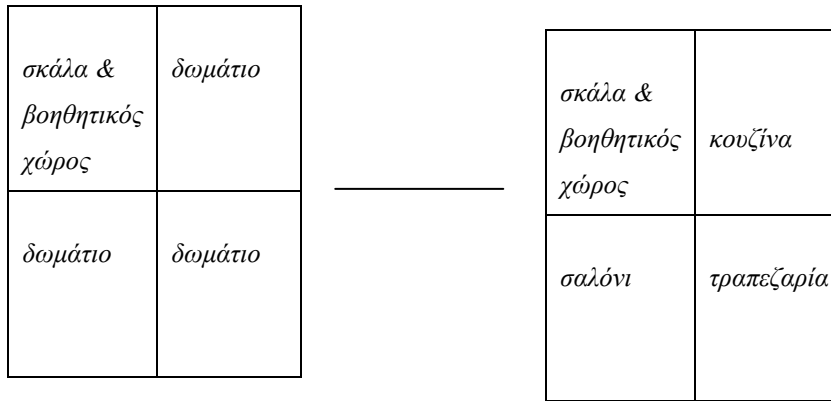 σκάλα &
βοηθητικός
χώρος
δωμάτιο
δωμάτιο
δωμάτιο
σκάλα &
βοηθητικός
χώρος
κουζίνα
σαλόνι
τραπεζαρία